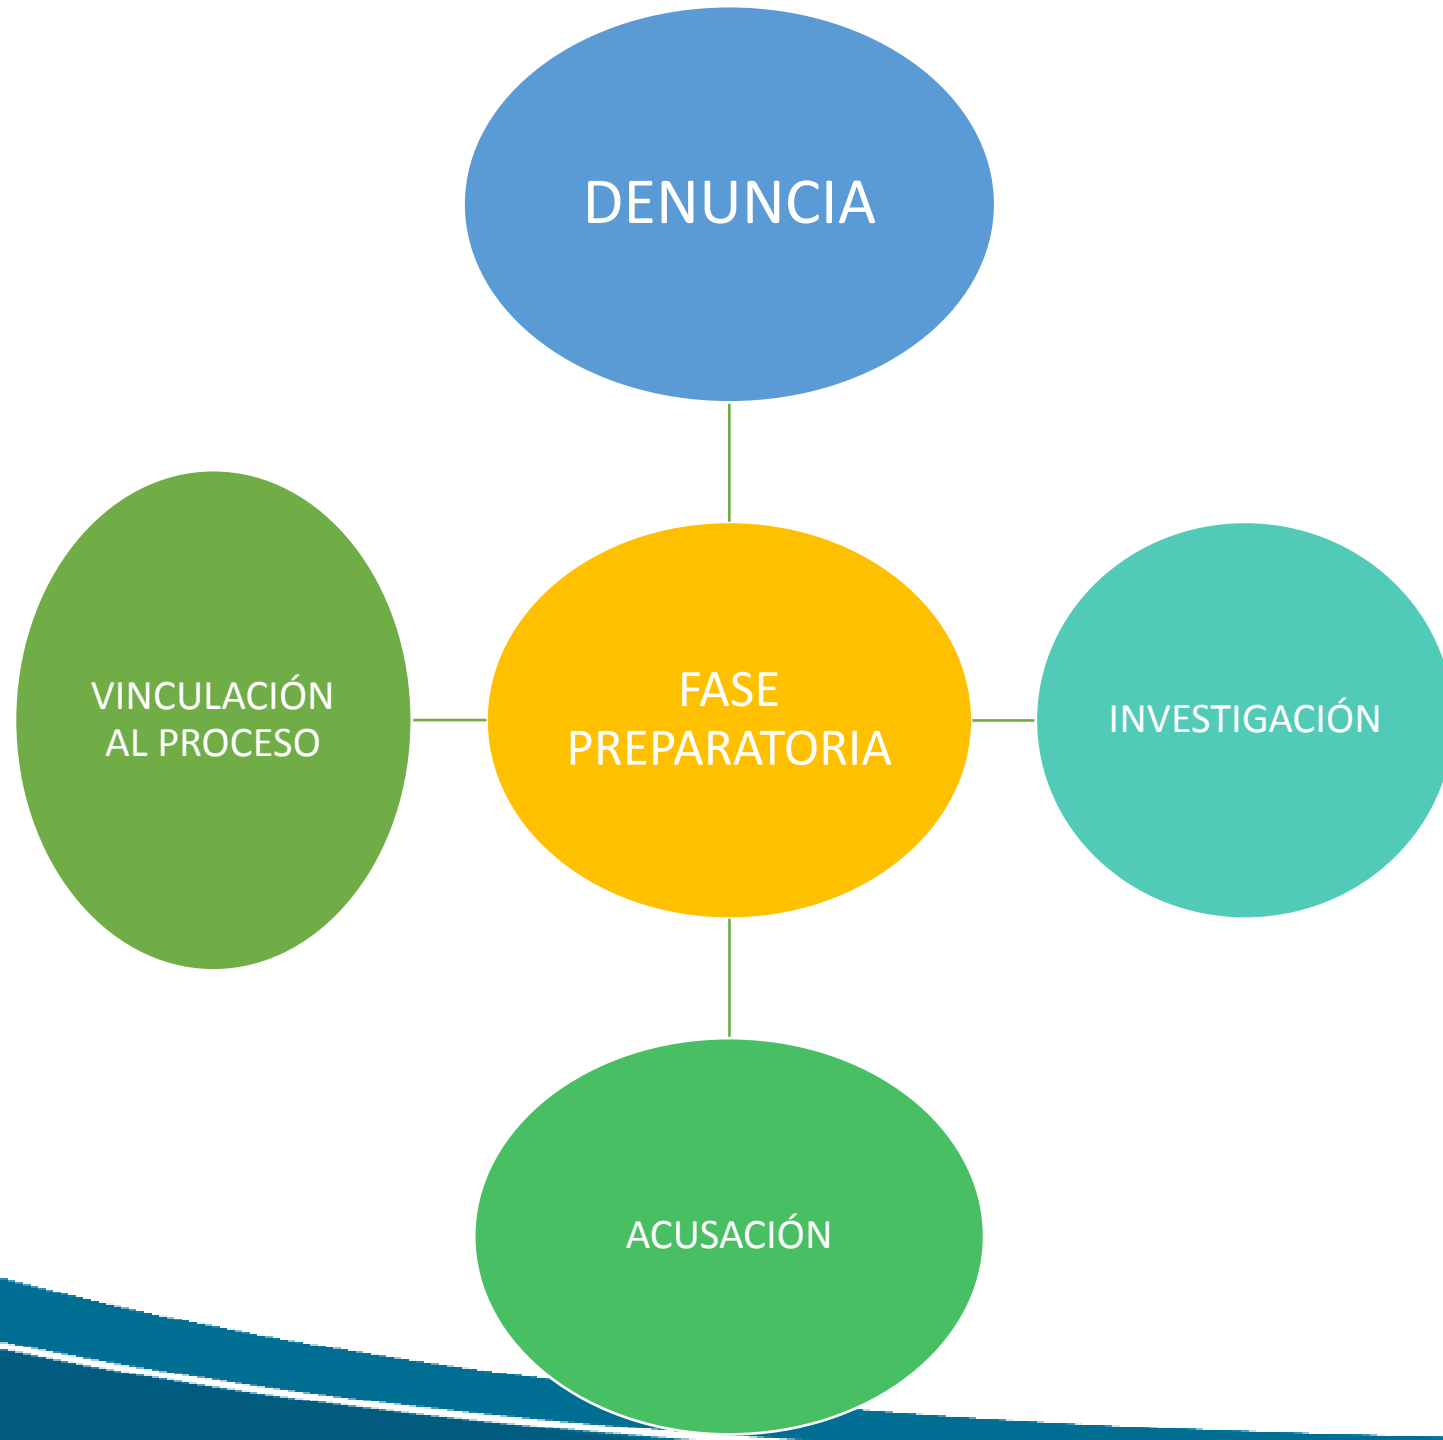 DENUNCIA
VINCULACIÓN
AL PROCESO
FASE
PREPARATORIA
INVESTIGACIÓN
ACUSACIÓN